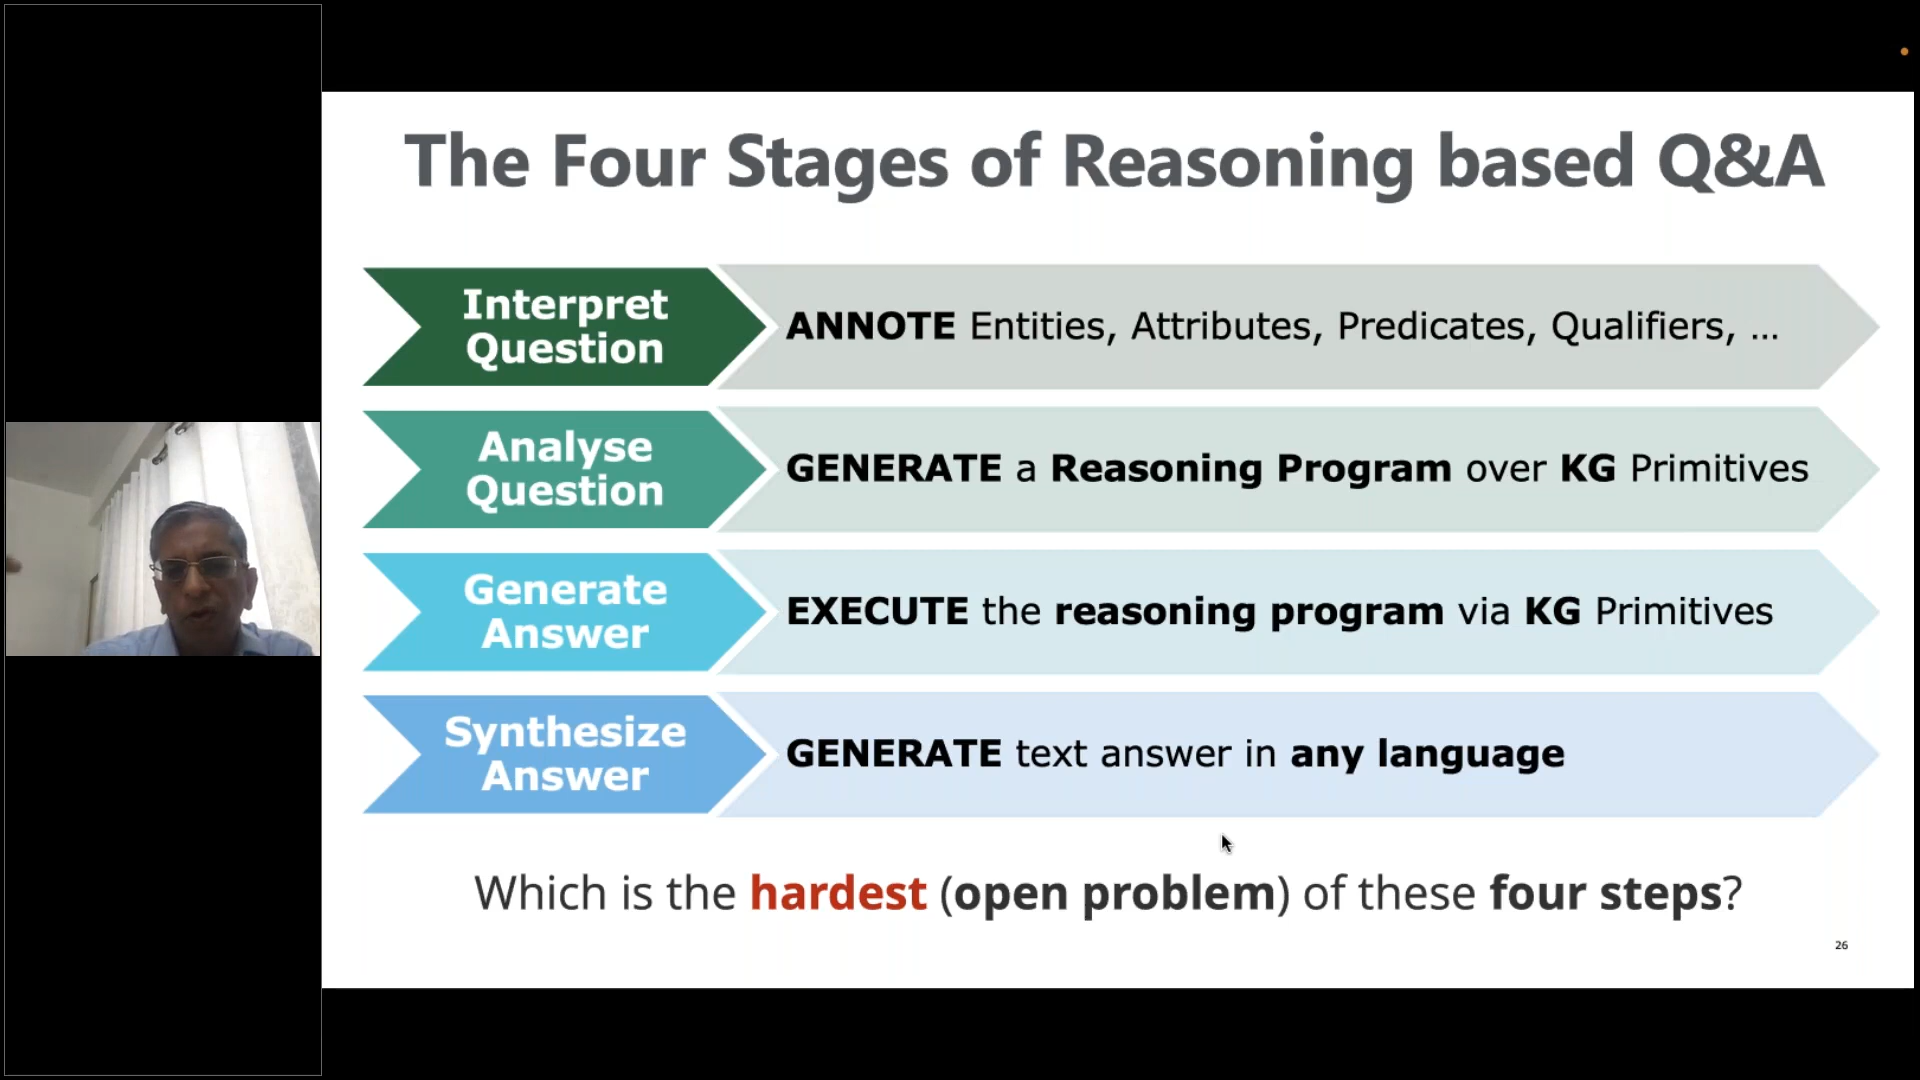 The Four Stages of Reasoning based Q&A
Interpret
Question
ANNOTE Entities, Attributes, Predicates, Qualifiers, ...
Analyse
Question
GENERATE a Reasoning Program over KG Primitives
Generate
Answer
EXECUTE the reasoning program via KG Primitives
Synthesize
Answer
GENERATE text answer in any language
Which is the hardest (open problem) of these four steps?
26